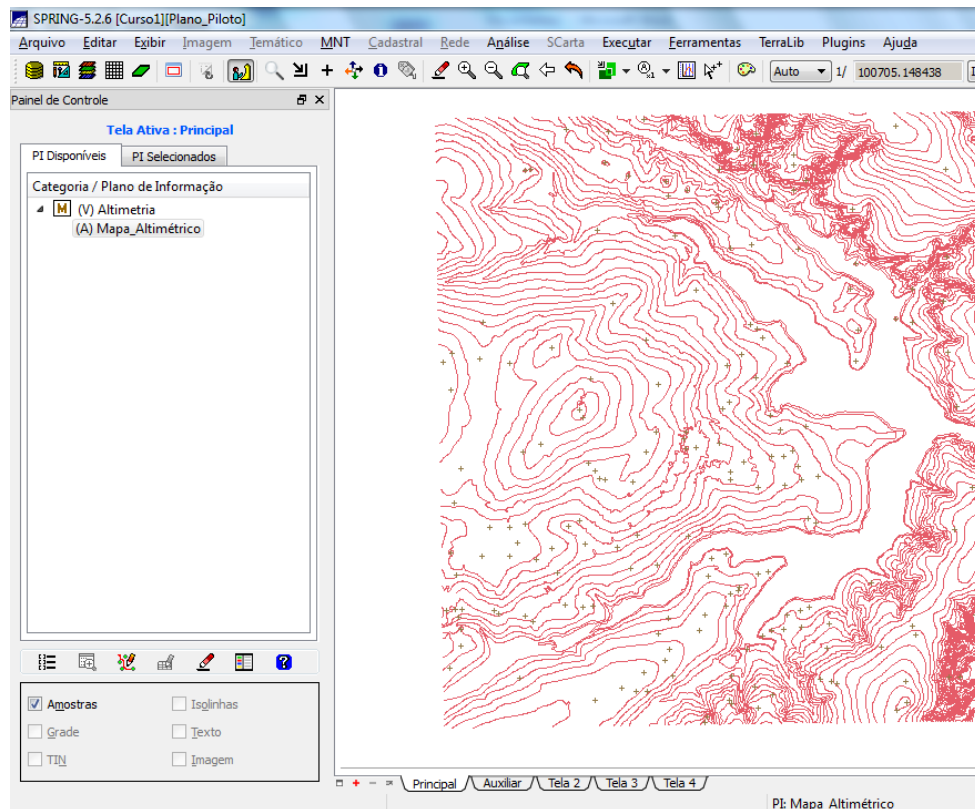 SPRING-5.2.6 [Curso1][Plano_Piloto]
Arquivo Editar Exibir Imagem Temático MNT Cadastral Rede Análise SCarta Executar Ferramentas TerraLib Plugins Ajuda
Auto 1/ 100705.148438
Painel de Controle
Tela Ativa : Principal
PI Disponíveis PI Selecionados
Categoria / Plano de Informação
M (V) Altimetria
(A) Mapa_Altimétrico
Amostras Isolinhas
Grade Texto
TIN Imagem
Principal Auxiliar Tela 2 Tela 3 Tela 4
PI: Mapa_Altimétrico